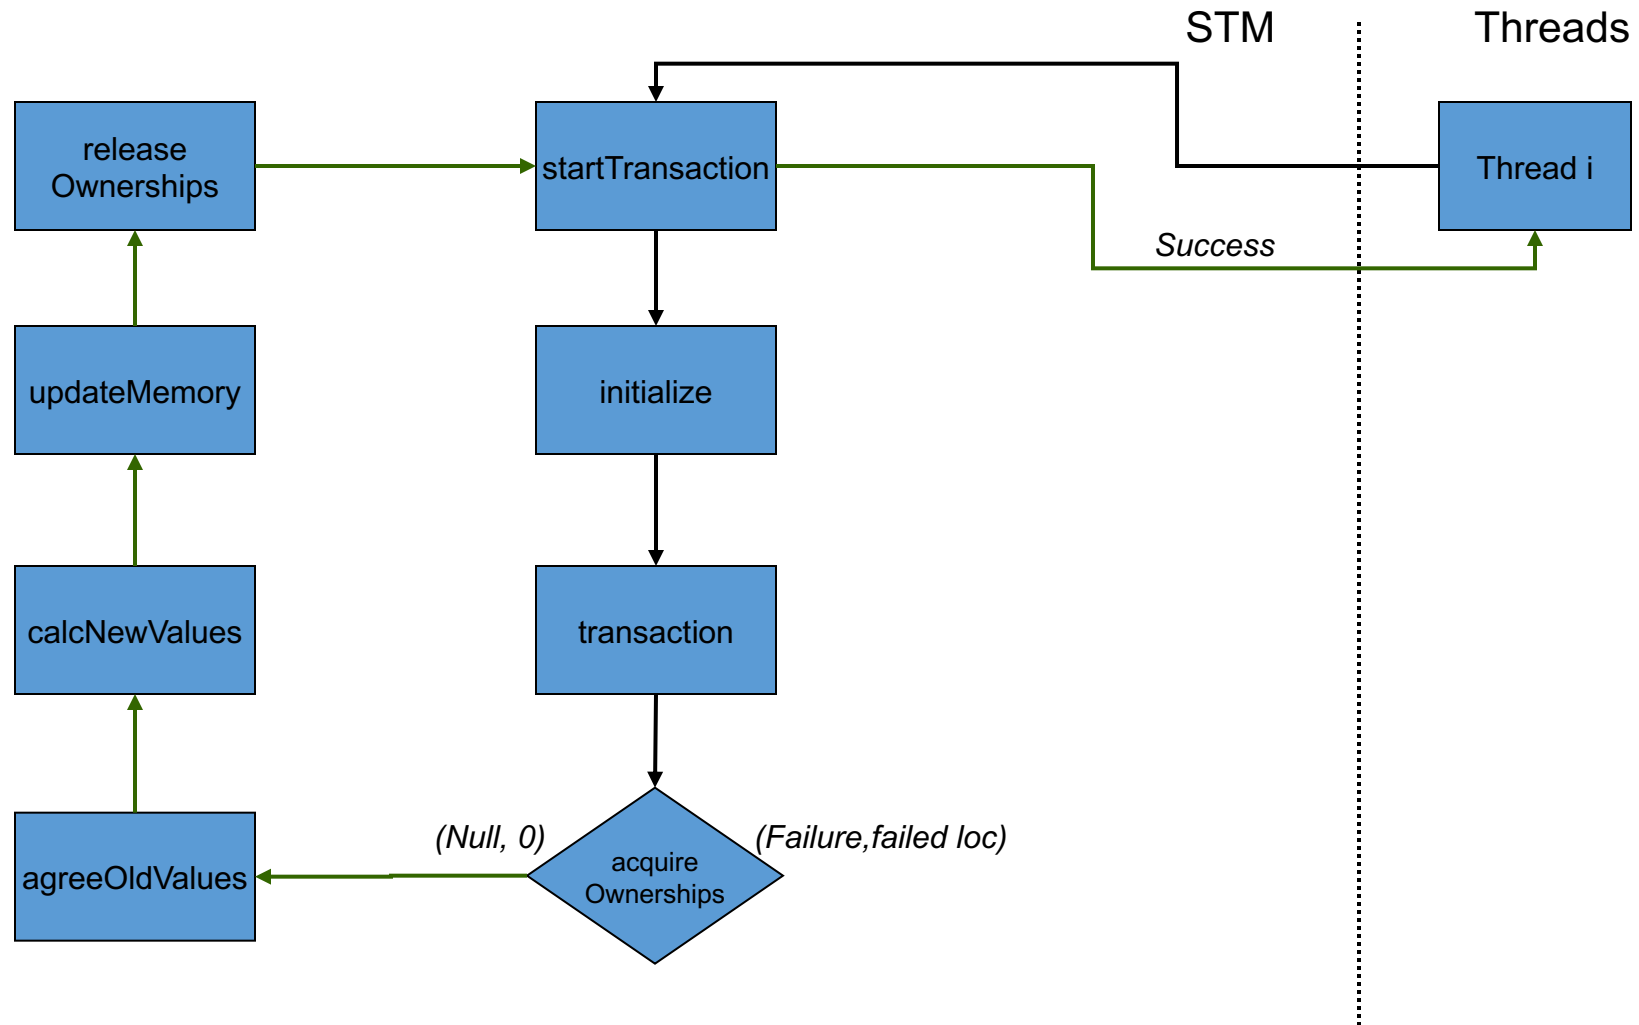 STM
Threads
release
Ownerships
startTransaction
Thread i
Success
updateMemory
initialize
calcNewValues
transaction
(Null, 0)
(Failure,failed loc)
acquire
Ownerships
agreeOldValues